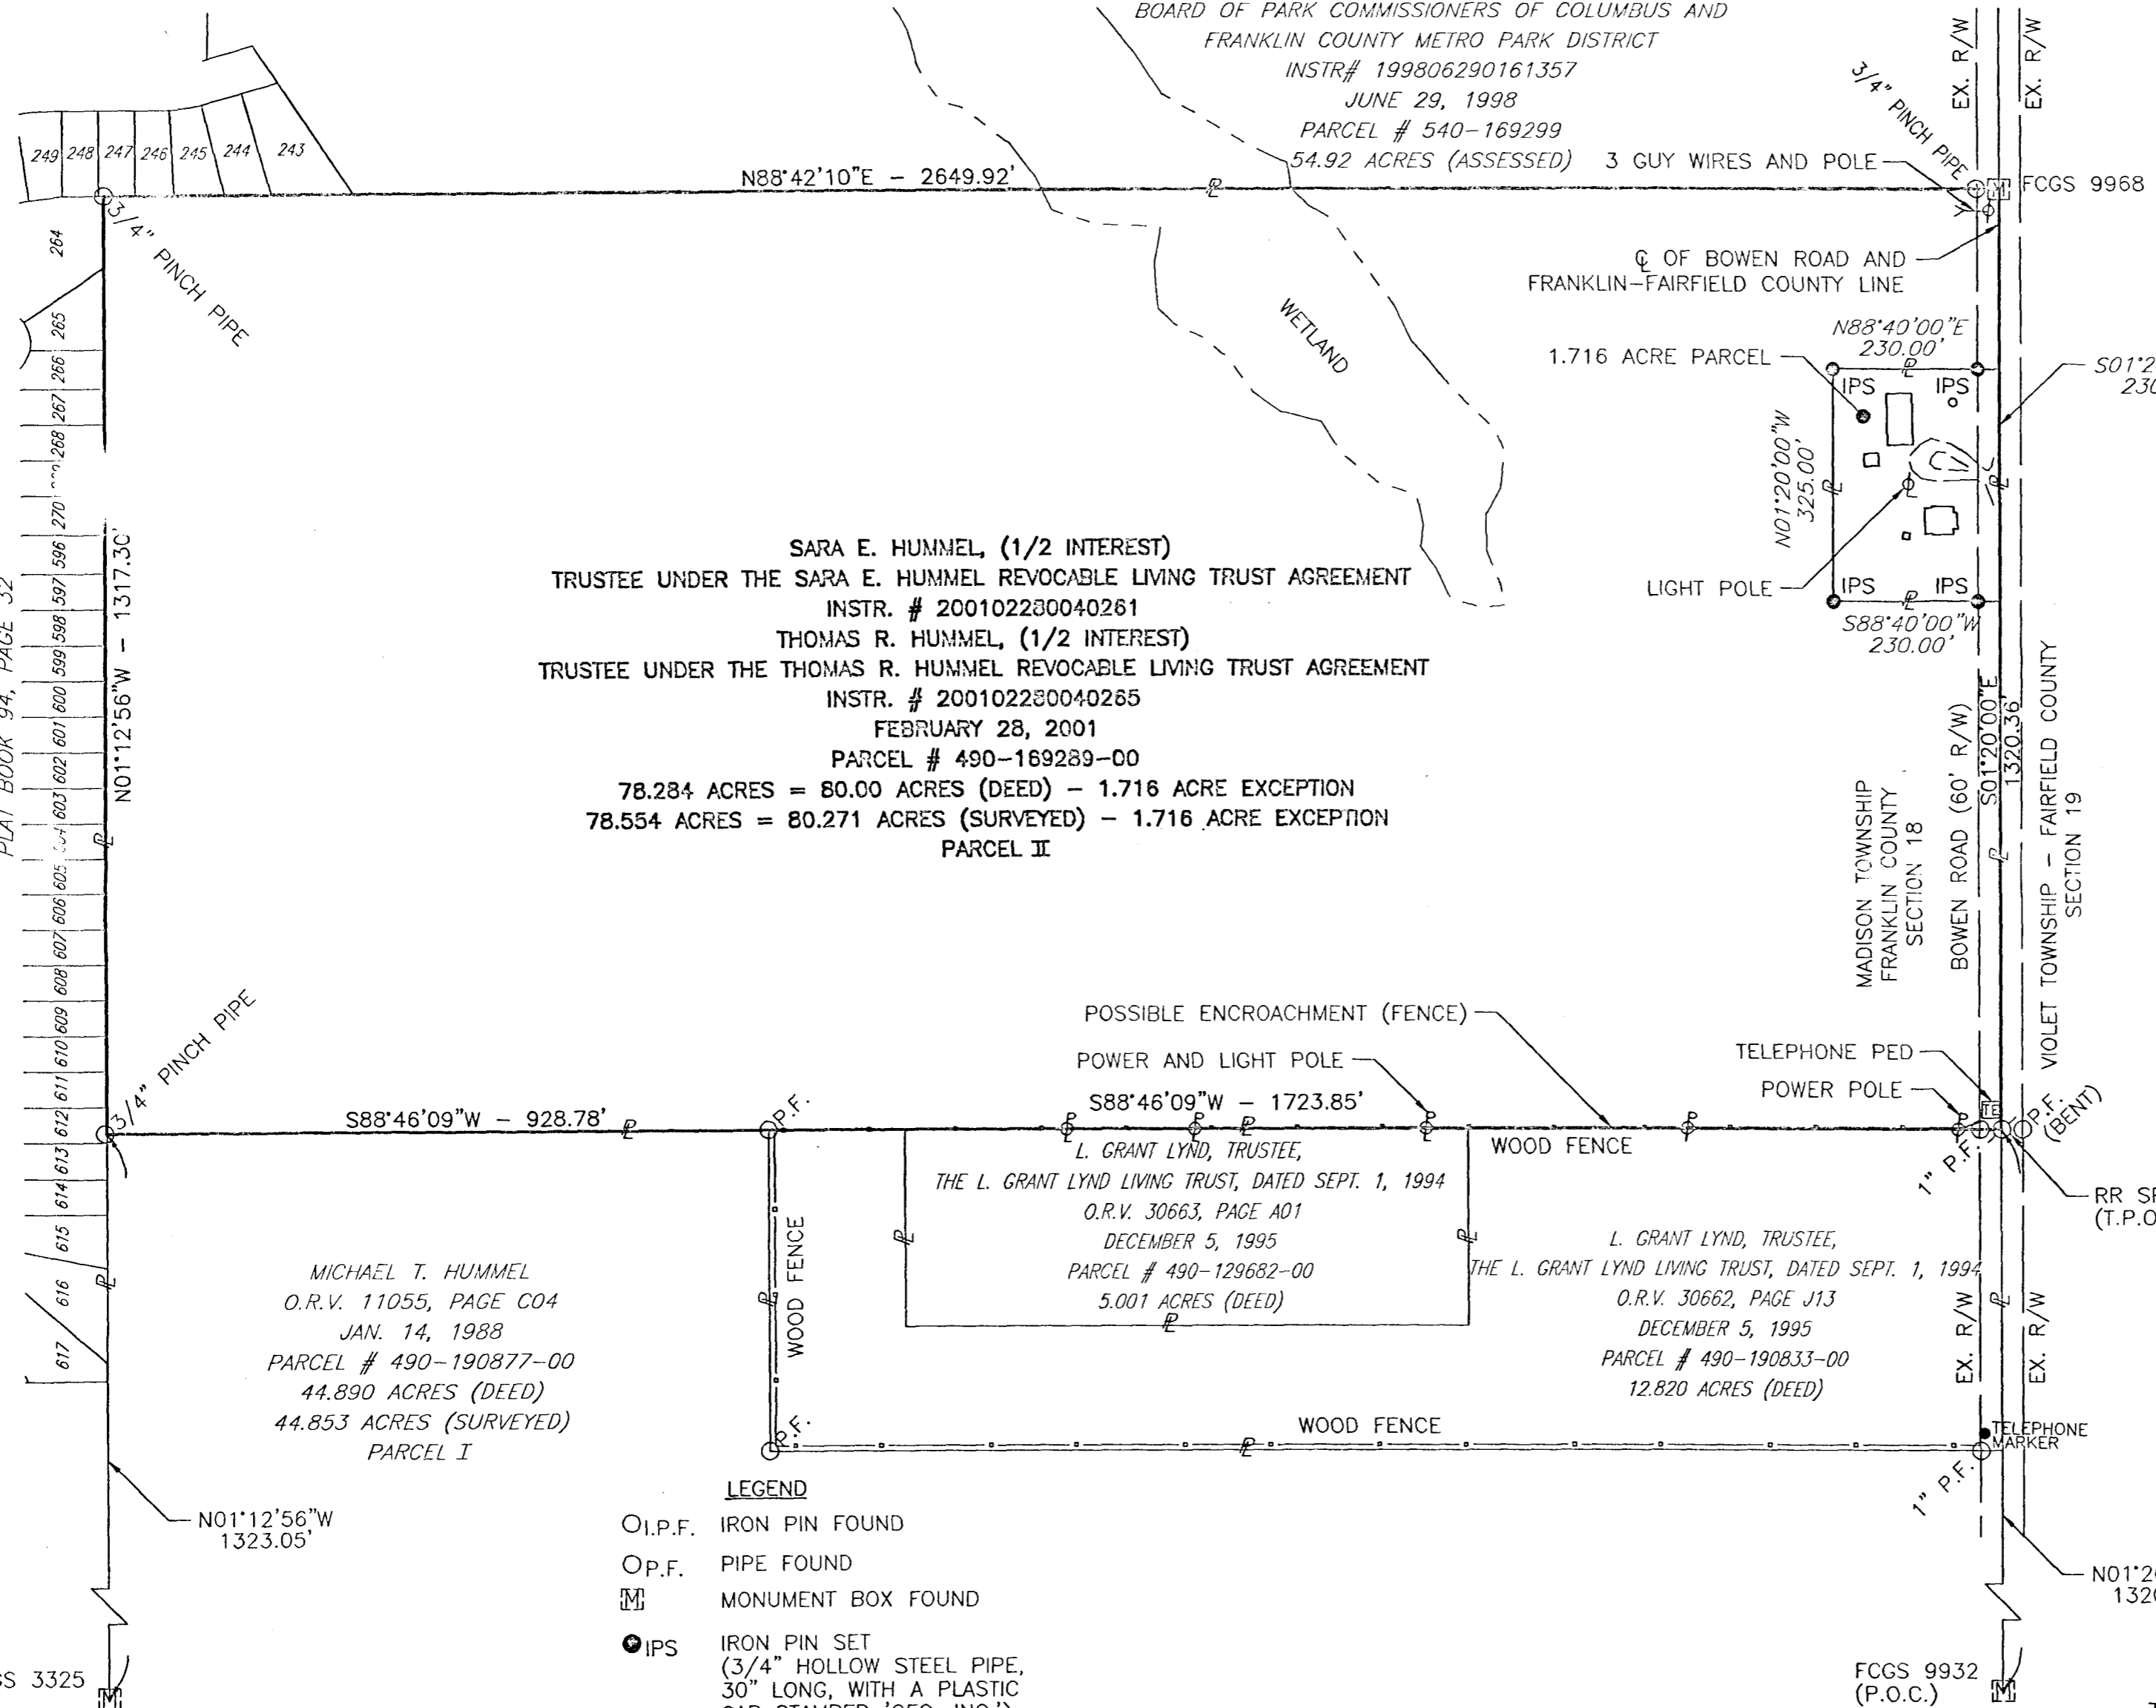 BOARD OF PARK COMMISSIONERS OF COLUMBUS AND
FRANKLIN COUNTY METRO PARK DISTRICT
INSTR# 199806290161357
JUNE 29, 1998
PARCEL # 540-169299
54.92 ACRES (ASSESSED)
EX. R/W
EX. R/W
3/4" PINCH PIPE
3 GUY WIRES AND POLE
M
FCGS 9968
249
248
247
246
245
244
243
N88°42'10"E - 2649.92'
3/4" PINCH PIPE
℄ OF BOWEN ROAD AND
FRANKLIN-FAIRFIELD COUNTY LINE
WETLAND
N88°40'00"E
230.00'
1.716 ACRE PARCEL
IPS
IPS
N01°20'00"W
325.00'
LIGHT POLE
IPS
IPS
S88°40'00"W
230.00'
264
265
266
267
268
270
596
597
598
599
600
601
602
603
605
606
607
608
609
610
611
612
613
614
615
616
617
PLAT BOOK 94, PAGE 32
N01°12'56"W - 1317.30'
SARA E. HUMMEL, (1/2 INTEREST)
TRUSTEE UNDER THE SARA E. HUMMEL REVOCABLE LIVING TRUST AGREEMENT
INSTR. # 200102280040261
THOMAS R. HUMMEL, (1/2 INTEREST)
TRUSTEE UNDER THE THOMAS R. HUMMEL REVOCABLE LIVING TRUST AGREEMENT
INSTR. # 200102280040265
FEBRUARY 28, 2001
PARCEL # 490-169289-00
78.284 ACRES = 80.00 ACRES (DEED) - 1.716 ACRE EXCEPTION
78.554 ACRES = 80.271 ACRES (SURVEYED) - 1.716 ACRE EXCEPTION
PARCEL II
MADISON TOWNSHIP
FRANKLIN COUNTY
SECTION 18
BOWEN ROAD (60' R/W)
S01°20'00"E
1320.36'
VIOLET TOWNSHIP - FAIRFIELD COUNTY
SECTION 19
3/4" PINCH PIPE
POSSIBLE ENCROACHMENT (FENCE)
POWER AND LIGHT POLE
TELEPHONE PED
POWER POLE
TE
P.F.
(BENT)
S88°46'09"W - 928.78'
P.F.
S88°46'09"W - 1723.85'
WOOD FENCE
1" P.F.
RR
L. GRANT LYND, TRUSTEE,
THE L. GRANT LYND LIVING TRUST, DATED SEPT. 1, 1994
O.R.V. 30663, PAGE A01
DECEMBER 5, 1995
PARCEL # 490-129682-00
5.001 ACRES (DEED)
L. GRANT LYND, TRUSTEE,
THE L. GRANT LYND LIVING TRUST, DATED SEPT. 1, 1994
O.R.V. 30662, PAGE J13
DECEMBER 5, 1995
PARCEL # 490-190833-00
12.820 ACRES (DEED)
WOOD FENCE
EX. R/W
EX. R/W
MICHAEL T. HUMMEL
O.R.V. 11055, PAGE C04
JAN. 14, 1988
PARCEL # 490-190877-00
44.890 ACRES (DEED)
44.853 ACRES (SURVEYED)
PARCEL I
P.F.
WOOD FENCE
TELEPHONE
MARKER
1" P.F.
N01°12'56"W
1323.05'
LEGEND
I.P.F. IRON PIN FOUND
P.F. PIPE FOUND
M MONUMENT BOX FOUND
IPS IRON PIN SET
(3/4" HOLLOW STEEL PIPE,
30" LONG, WITH A PLASTIC
3325
M
FCGS 9932
(P.O.C.)
M